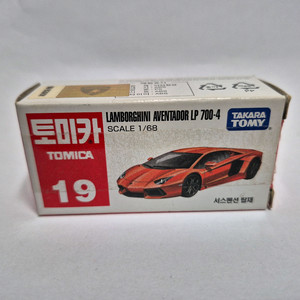 토미카
TOMICA
19
LAMBORGHINI AVENTADOR LP 700-4
SCALE 1/68
TAKARA
TOMY
서스펜션 탑재